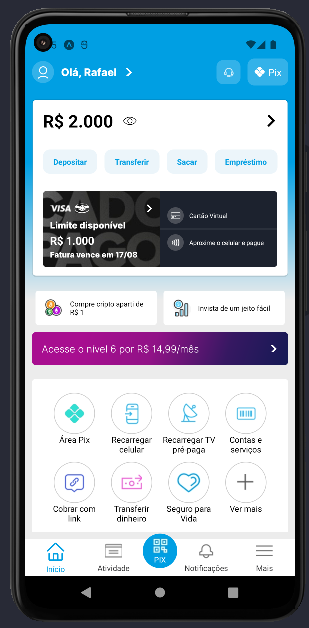 Olá, Rafael
Pix
R$ 2.000
Depositar
Transferir
Sacar
Empréstimo
VISA
Limite disponível
R$ 1.000
Fatura vence em 17/08
Cartão Virtual
Aproxime o celular e pague
Compre cripto aparti de
R$ 1
Invista de um jeito fácil
Acesse o nível 6 por R$ 14,99/mês
Área Pix
Recarregar
celular
Recarregar TV
pré paga
Contas e
serviços
Cobrar com
link
Transferir
dinheiro
Seguro para
Vida
Ver mais
Início
Atividade
PIX
Notificações
Mais